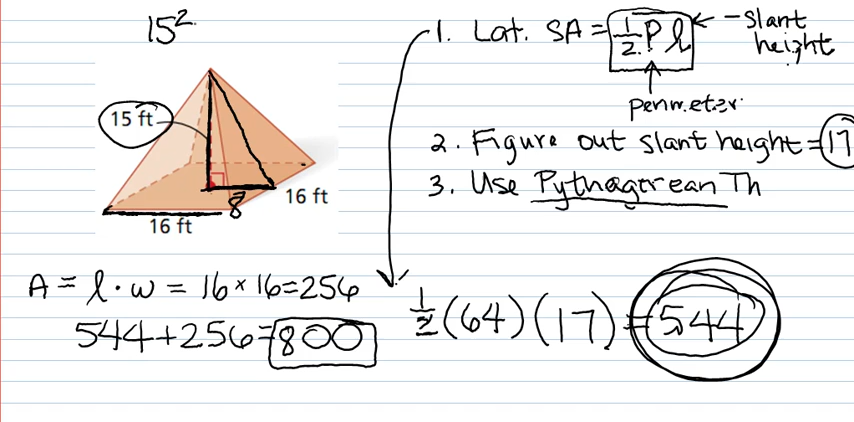 15²
1. Lat. SA = 1/2 P l ← - slant height
perimeter
15 ft
2. Figure out slant height = 17
3. Use Pythagorean Th
8
16 ft
16 ft
A = l · w = 16 × 16 = 256
544 + 256 = 800
1/2 (64) (17) = 544